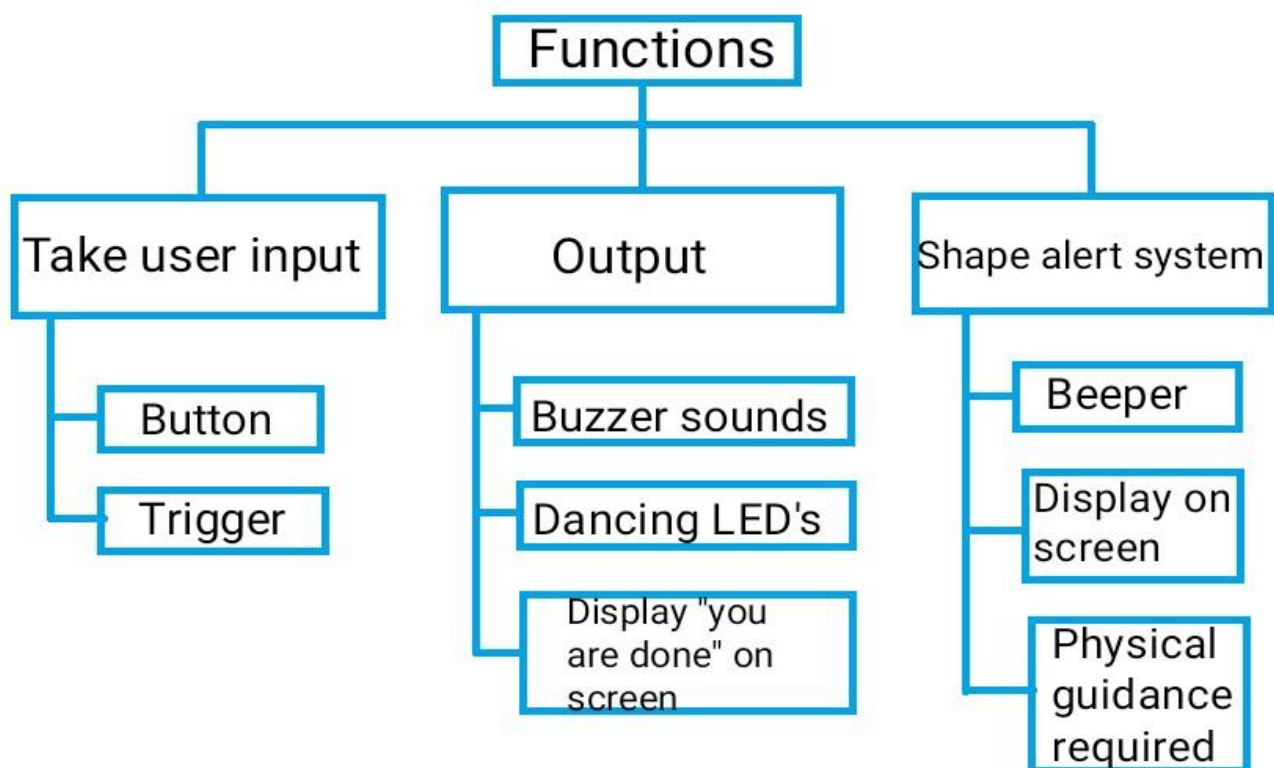 Functions
Take user input
Button
Trigger
Output
Buzzer sounds
Dancing LED's
Display "you
are done" on
screen
Shape alert system
Beeper
Display on
screen
Physical
guidance
required